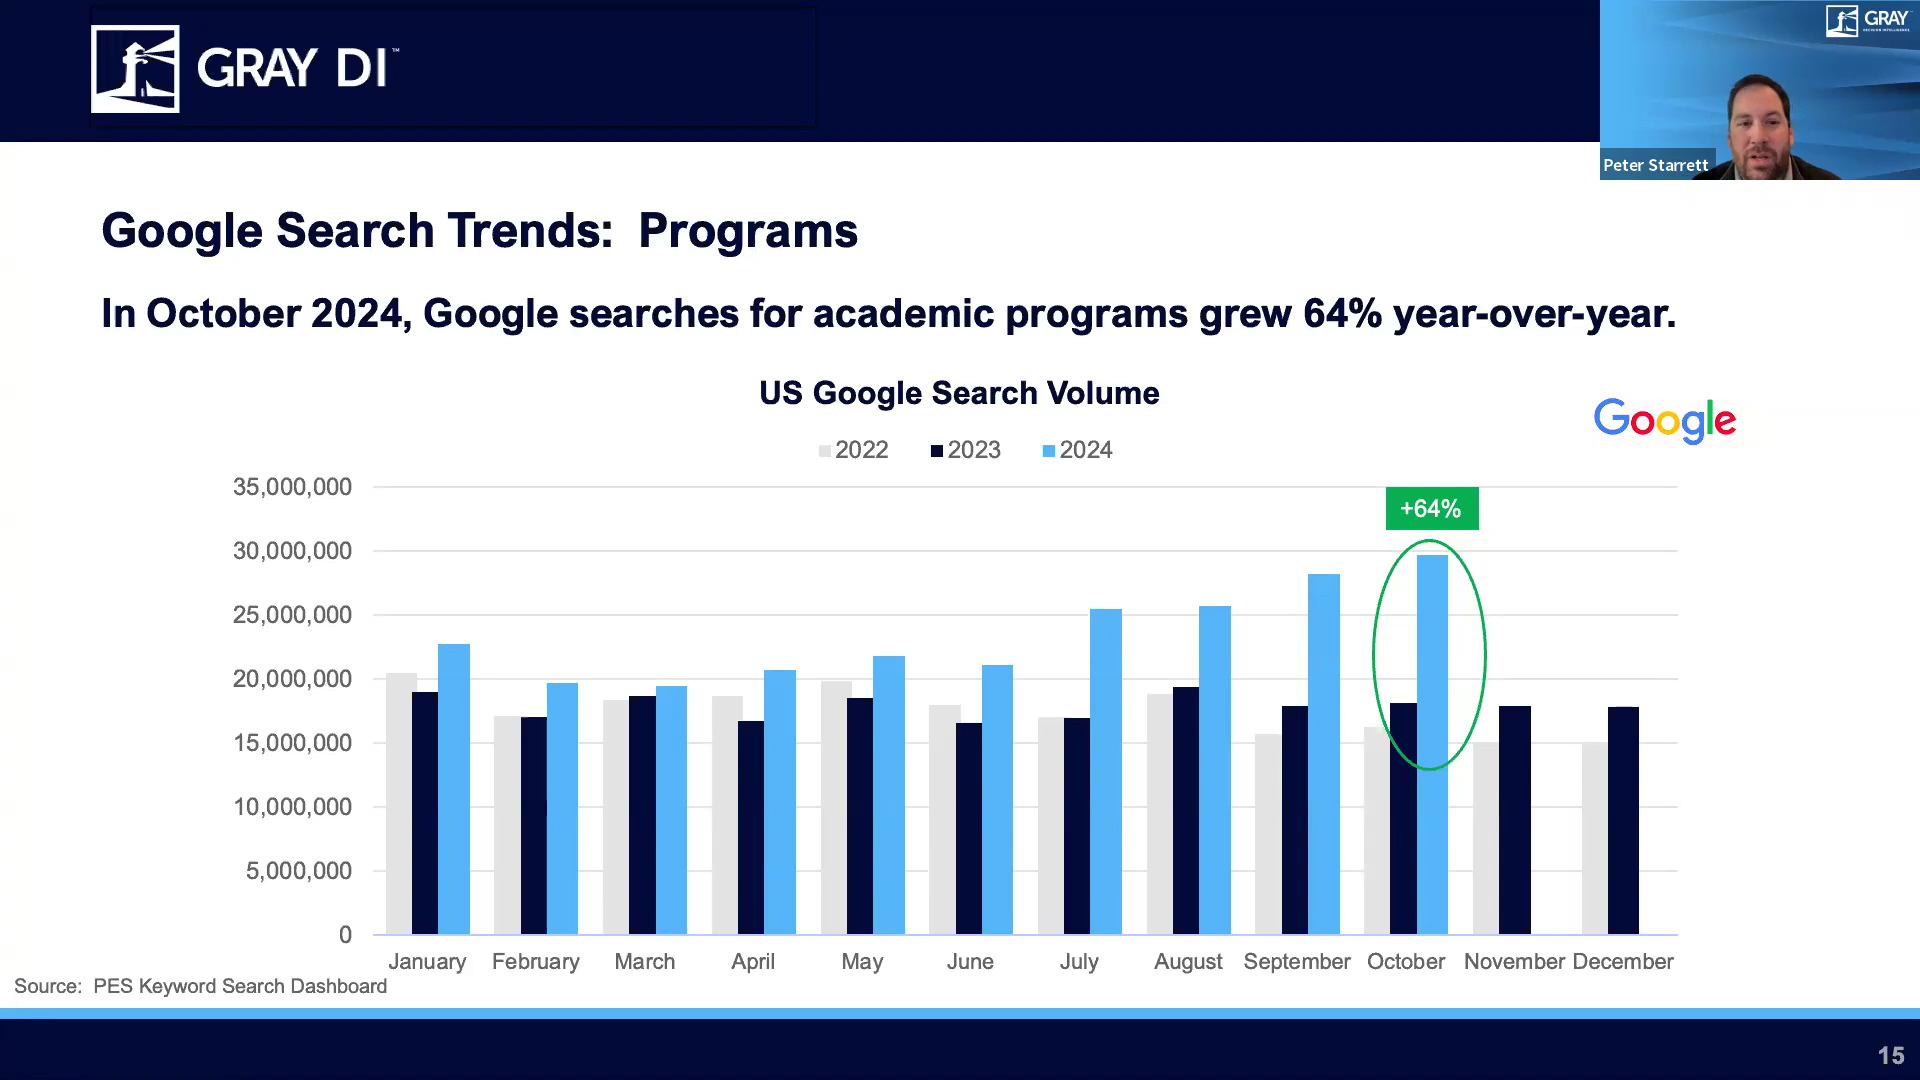 GRAY DI™
GRAY
Peter Starrett
Google Search Trends:  Programs
In October 2024, Google searches for academic programs grew 64% year-over-year.
US Google Search Volume
Google
2022 2023 2024
35,000,000
+64%
30,000,000
25,000,000
20,000,000
15,000,000
10,000,000
5,000,000
0
January February March April May June July August September October November December
Source:  PES Keyword Search Dashboard
15